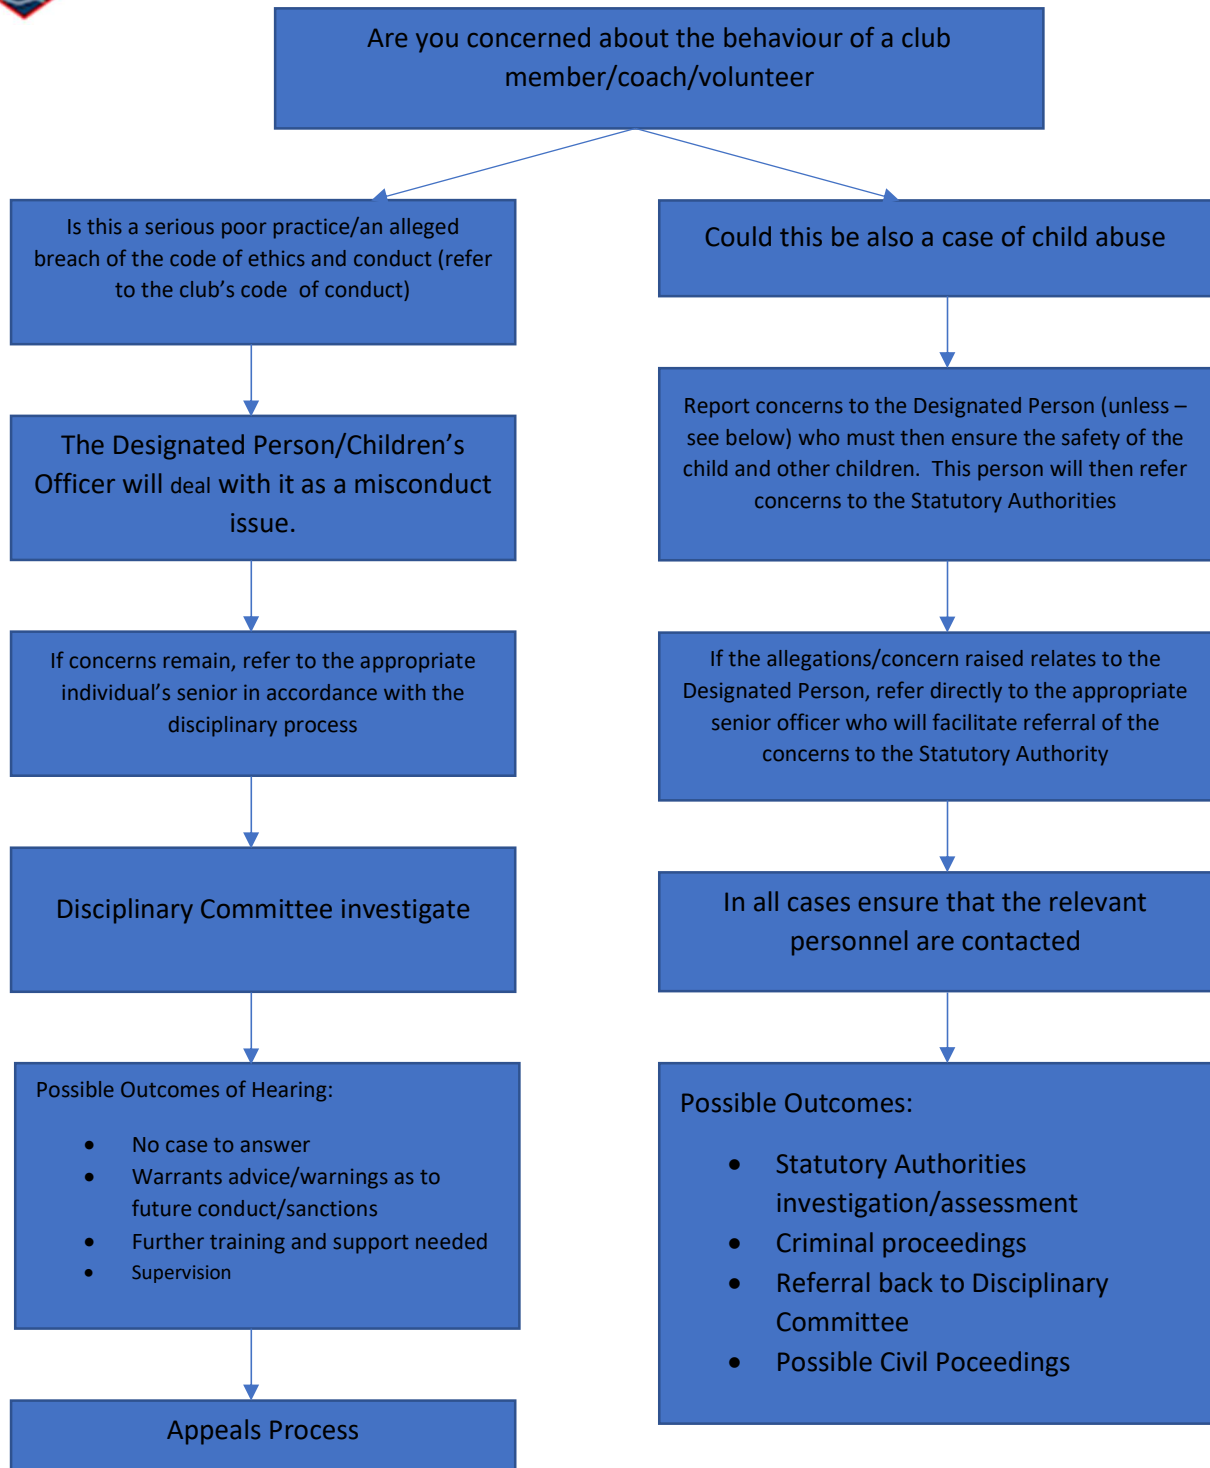 Are you concerned about the behaviour of a club
member/coach/volunteer
Is this a serious poor practice/an alleged
breach of the code of ethics and conduct (refer
to the club’s code  of conduct)
The Designated Person/Children’s
Officer will deal with it as a misconduct
issue.
If concerns remain, refer to the appropriate
individual’s senior in accordance with the
disciplinary process
Disciplinary Committee investigate
Possible Outcomes of Hearing:
• No case to answer
• Warrants advice/warnings as to
future conduct/sanctions
• Further training and support needed
• Supervision
Appeals Process
Could this be also a case of child abuse
Report concerns to the Designated Person (unless –
see below) who must then ensure the safety of the
child and other children.  This person will then refer
concerns to the Statutory Authorities
If the allegations/concern raised relates to the
Designated Person, refer directly to the appropriate
senior officer who will facilitate referral of the
concerns to the Statutory Authority
In all cases ensure that the relevant
personnel are contacted
Possible Outcomes:
• Statutory Authorities
investigation/assessment
• Criminal proceedings
• Referral back to Disciplinary
Committee
• Possible Civil Poceedings